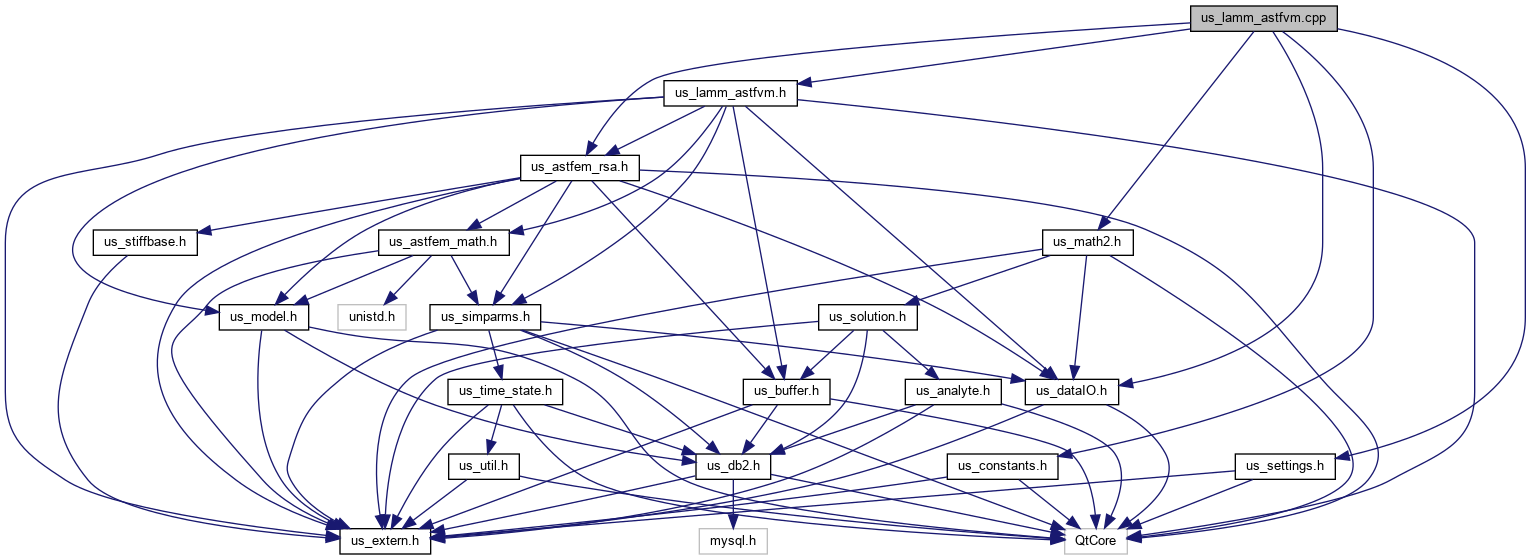 us_lamm_astfvm.cpp
us_lamm_astfvm.h
us_astfem_rsa.h
us_stiffbase.h
us_astfem_math.h
us_math2.h
us_model.h
unistd.h
us_simparms.h
us_solution.h
us_time_state.h
us_buffer.h
us_analyte.h
us_dataIO.h
us_util.h
us_db2.h
us_constants.h
us_settings.h
us_extern.h
mysql.h
QtCore